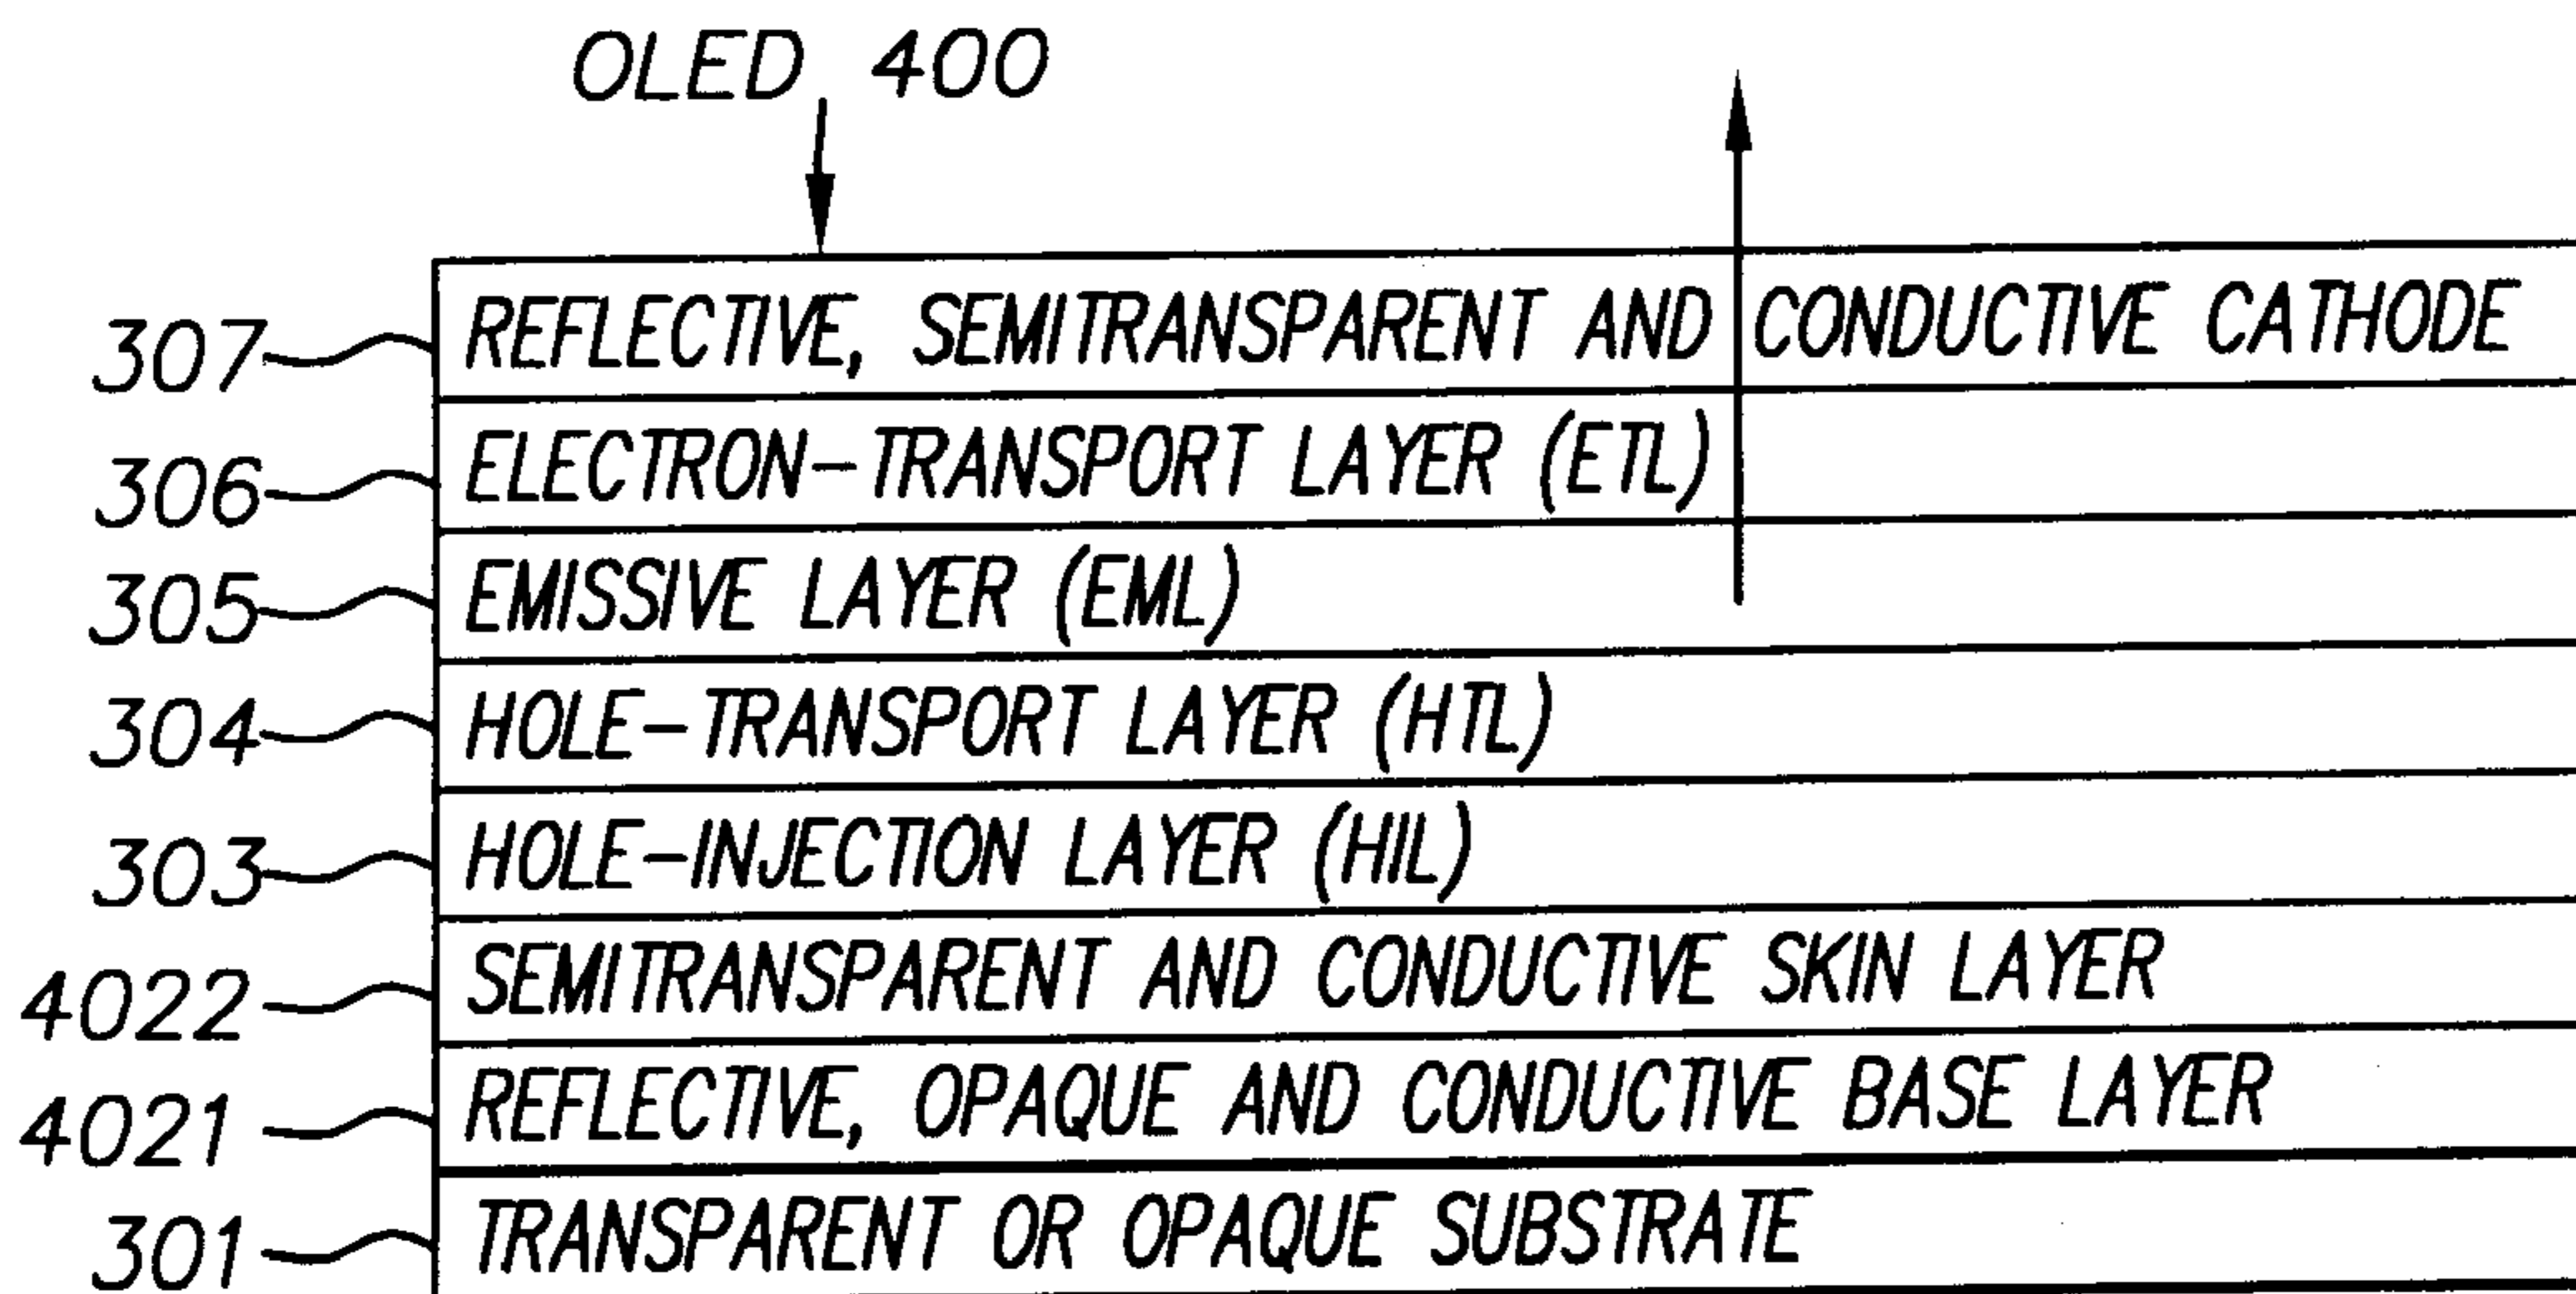 OLED 400
307 REFLECTIVE, SEMITRANSPARENT AND CONDUCTIVE CATHODE
306 ELECTRON-TRANSPORT LAYER (ETL)
305 EMISSIVE LAYER (EML)
304 HOLE-TRANSPORT LAYER (HTL)
303 HOLE-INJECTION LAYER (HIL)
4022 SEMITRANSPARENT AND CONDUCTIVE SKIN LAYER
4021 REFLECTIVE, OPAQUE AND CONDUCTIVE BASE LAYER
301 TRANSPARENT OR OPAQUE SUBSTRATE